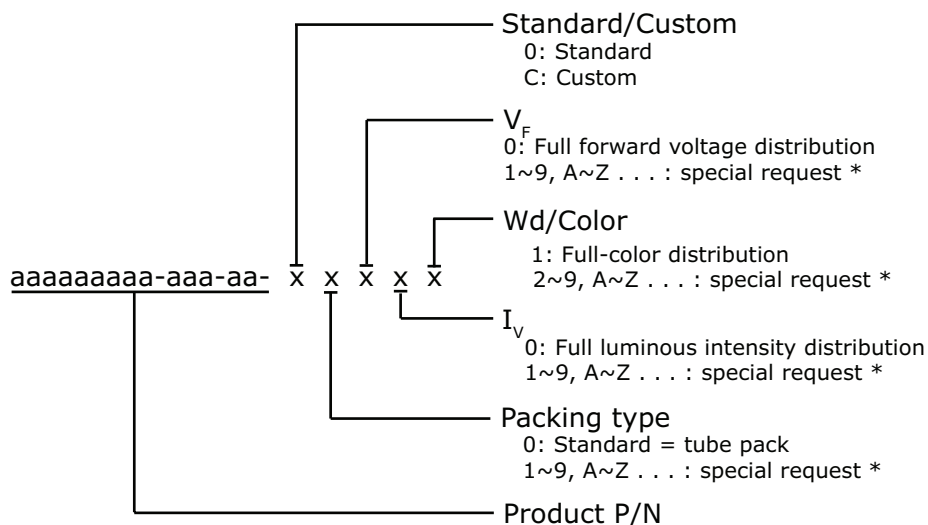 Standard/Custom
0: Standard
C: Custom
VF
0: Full forward voltage distribution
1~9, A~Z . . . : special request *
Wd/Color
1: Full-color distribution
2~9, A~Z . . . : special request *
aaaaaaaaa-aaa-aa- x x x x x
IV
0: Full luminous intensity distribution
1~9, A~Z . . . : special request *
Packing type
0: Standard = tube pack
1~9, A~Z . . . : special request *
Product P/N